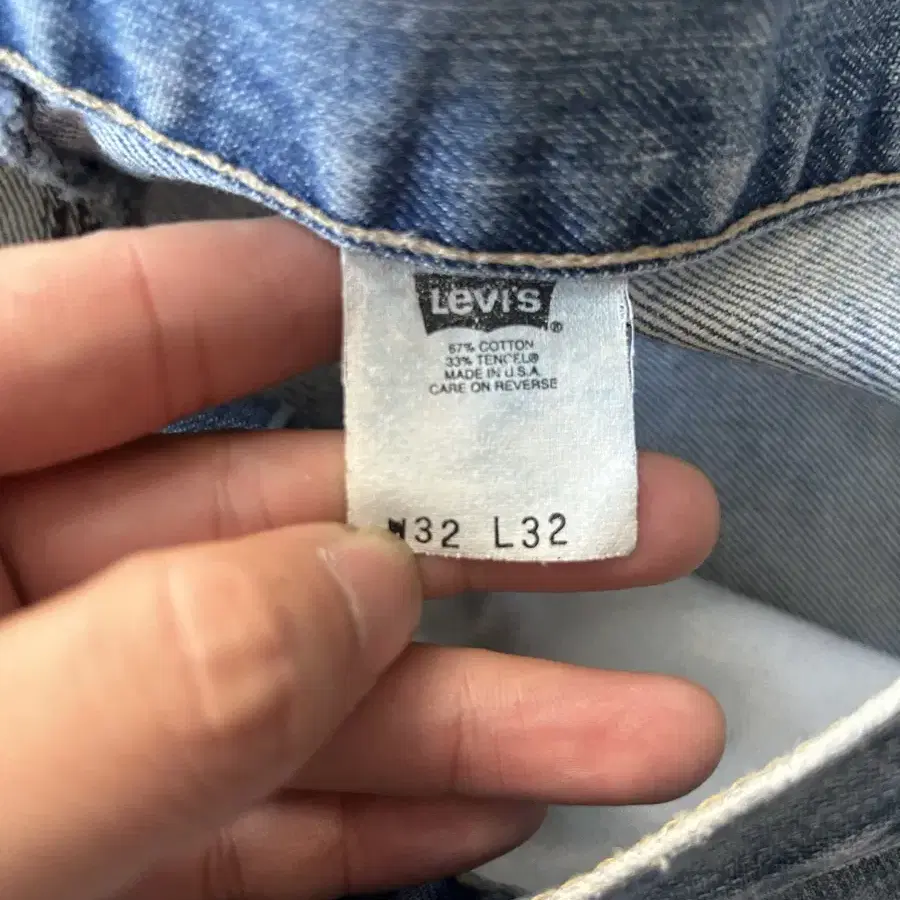 Levi's®
67% COTTON
33% TENCEL®
MADE IN U.S.A.
CARE ON REVERSE
W32 L32